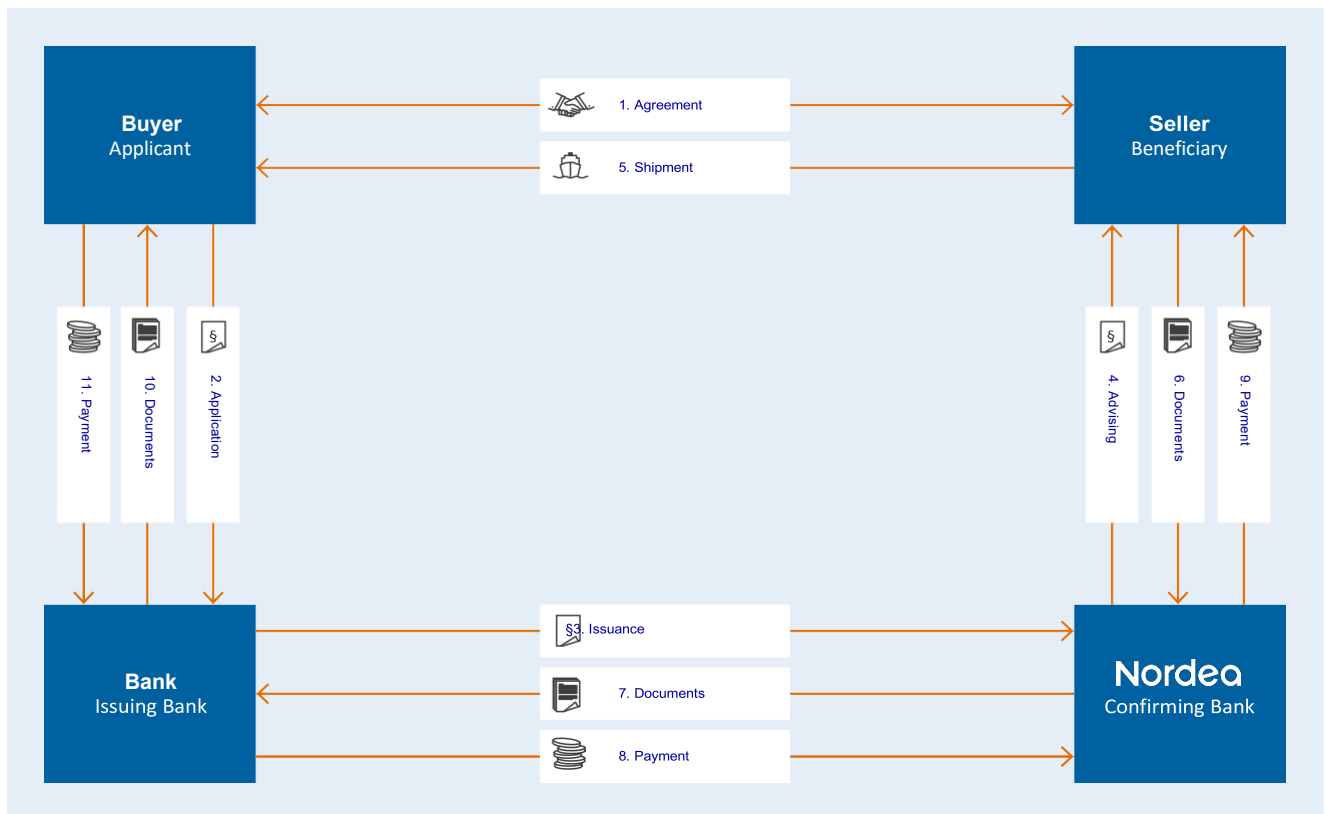 Buyer
Applicant
1. Agreement
5. Shipment
Seller
Beneficiary
11. Payment
10. Documents
§
2. Application
§
4. Advising
6. Documents
9. Payment
Bank
Issuing Bank
§3. Issuance
7. Documents
8. Payment
Nordea
Confirming Bank